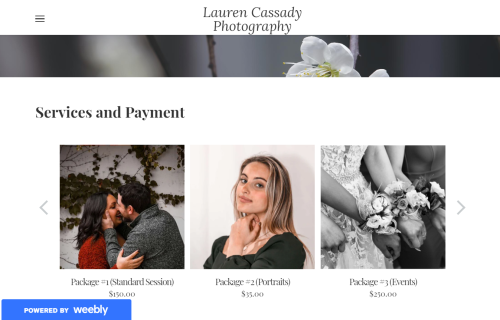 Lauren Cassady
Photography
Services and Payment
Package #1 (Standard Session)
$150.00
Package #2 (Portraits)
$35.00
Package #3 (Events)
$250.00
POWERED BY weebly